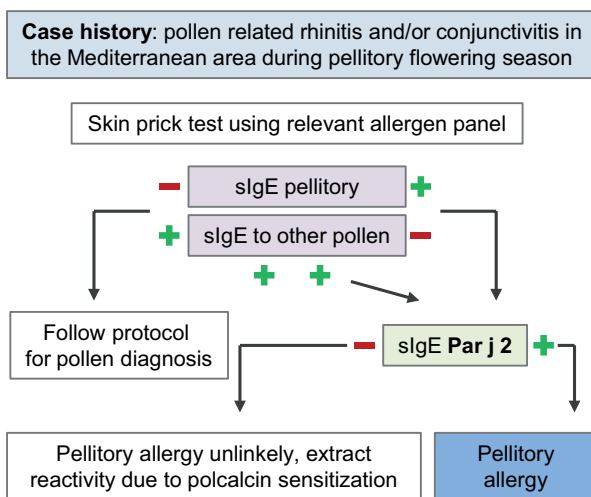 Case history: pollen related rhinitis and/or conjunctivitis in
the Mediterranean area during pellitory flowering season
Skin prick test using relevant allergen panel
sIgE pellitory
sIgE to other pollen
Follow protocol
for pollen diagnosis
sIgE Par j 2
Pellitory allergy unlinkely, extract
reactivity due to polcalcin sensitization
Pellitory
allergy